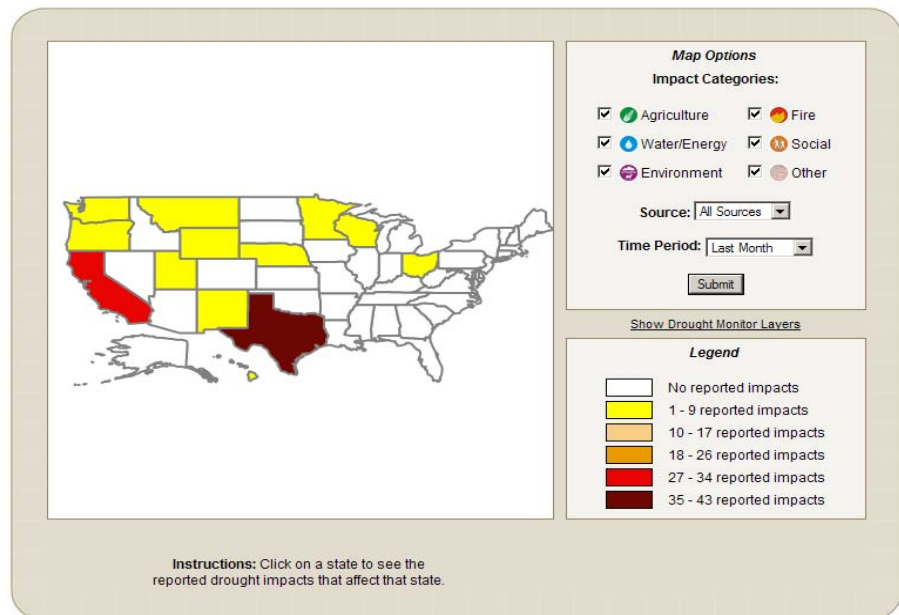 Map Options
Impact Categories:
Agriculture Fire
Water/Energy Social
Environment Other
Source: All Sources
Time Period: Last Month
Submit
Show Drought Monitor Layers
Legend
No reported impacts
1 - 9 reported impacts
10 - 17 reported impacts
18 - 26 reported impacts
27 - 34 reported impacts
35 - 43 reported impacts
Instructions: Click on a state to see the
reported drought impacts that affect that state.